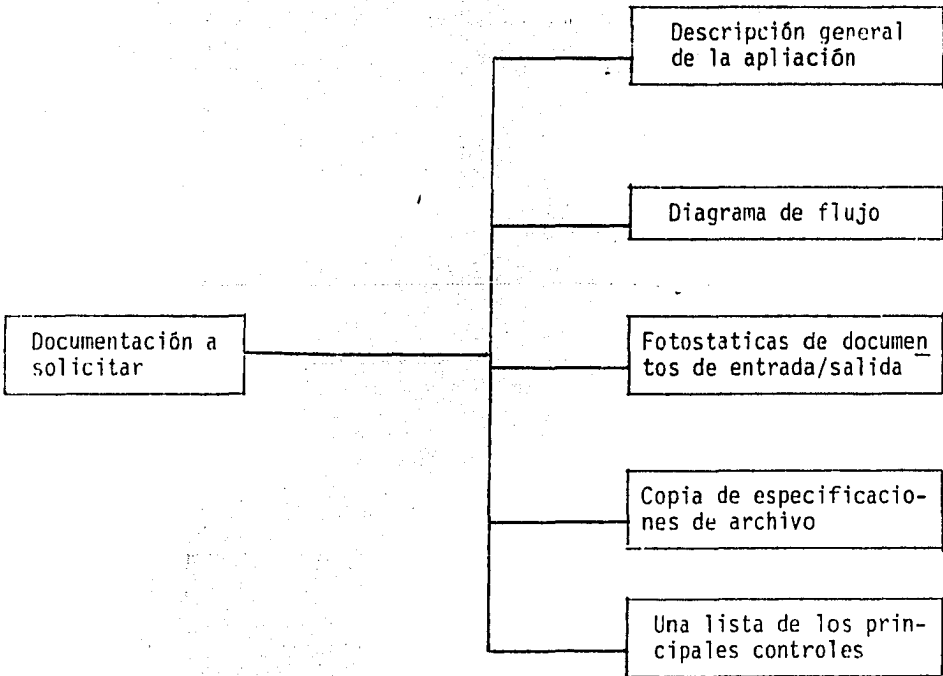 Descripción general
de la apliación
Diagrama de flujo
Documentación a
solicitar
Fotostaticas de documen
tos de entrada/salida
Copia de especificacio-
nes de archivo
Una lista de los prin-
cipales controles